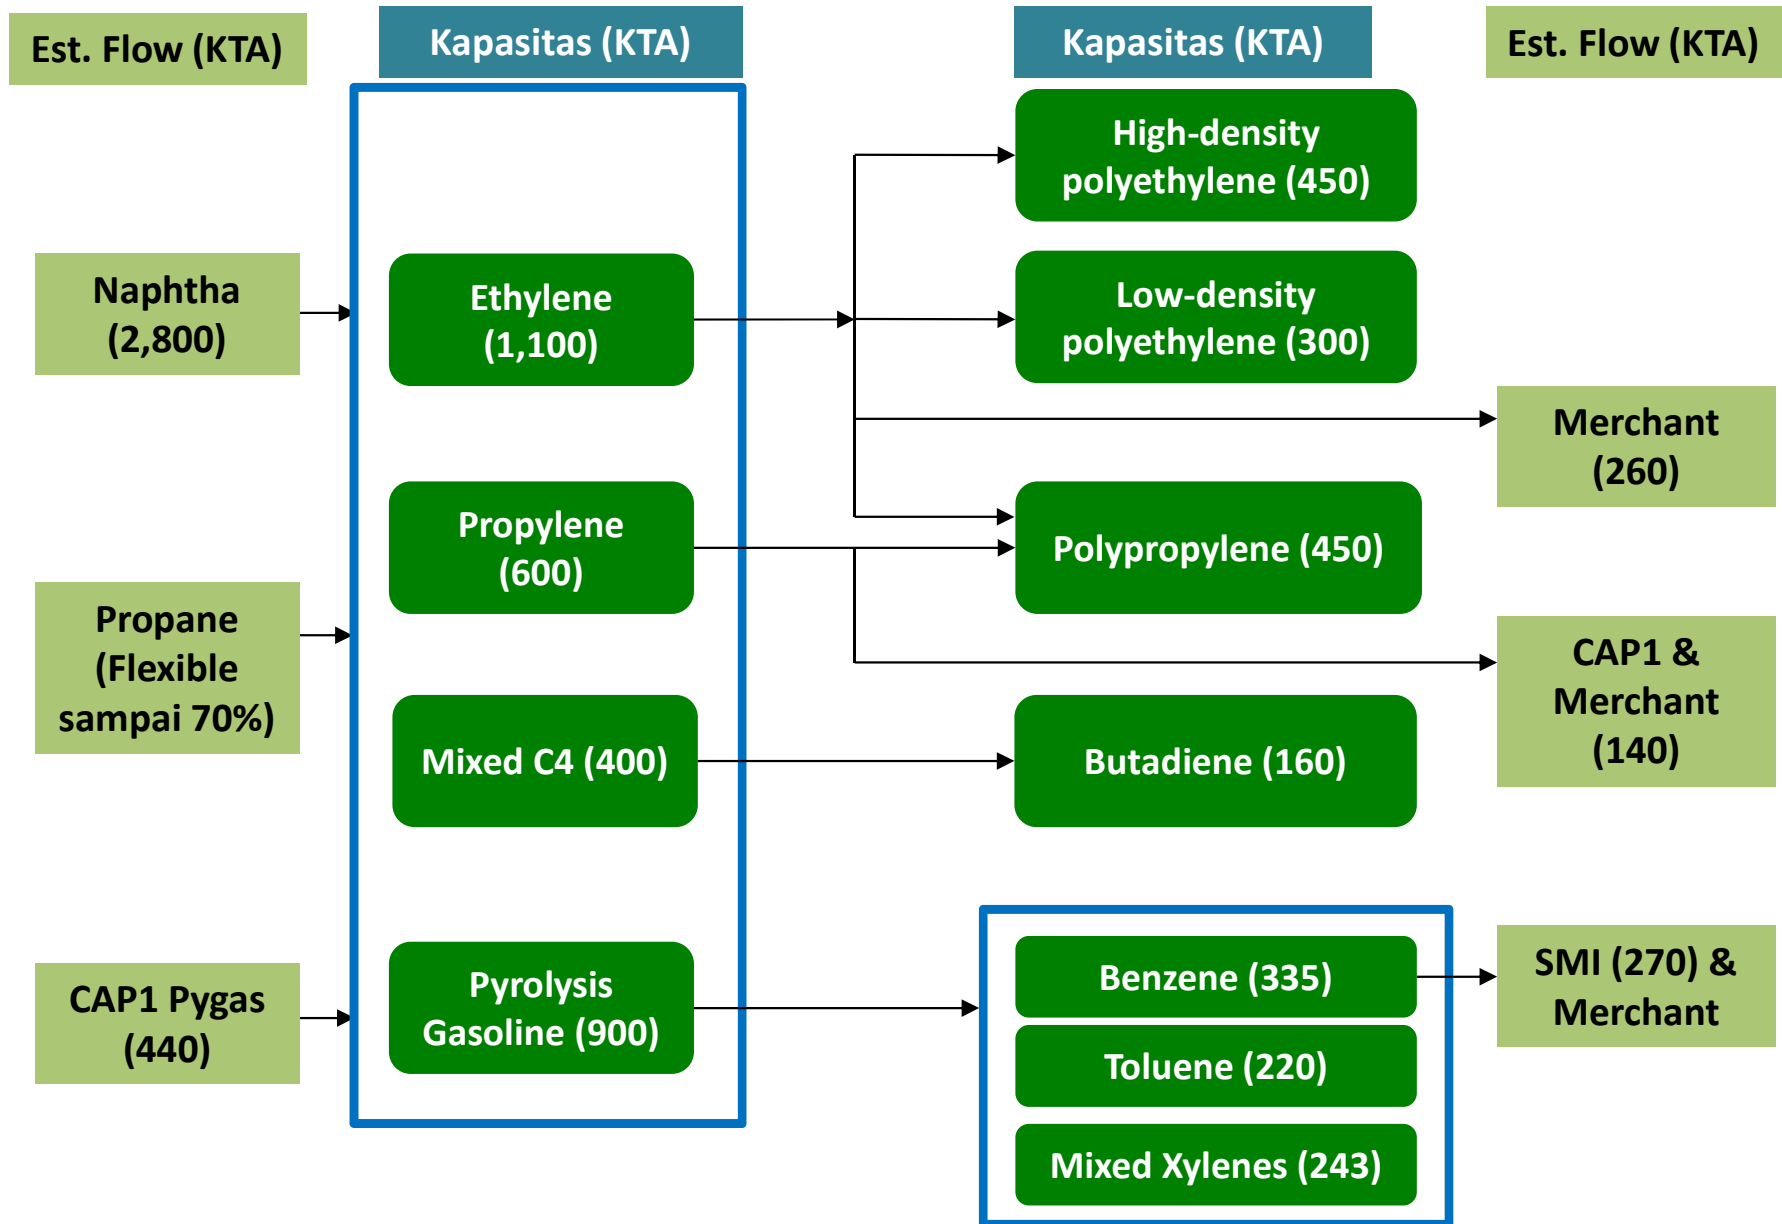 Est. Flow (KTA)
Kapasitas (KTA)
Kapasitas (KTA)
Est. Flow (KTA)
Naphtha
(2,800)
Propane
(Flexible
sampai 70%)
CAP1 Pygas
(440)
Ethylene
(1,100)
Propylene
(600)
Mixed C4 (400)
Pyrolysis
Gasoline (900)
High-density
polyethylene (450)
Low-density
polyethylene (300)
Polypropylene (450)
Butadiene (160)
Benzene (335)
Toluene (220)
Mixed Xylenes (243)
Merchant
(260)
CAP1 &
Merchant
(140)
SMI (270) &
Merchant